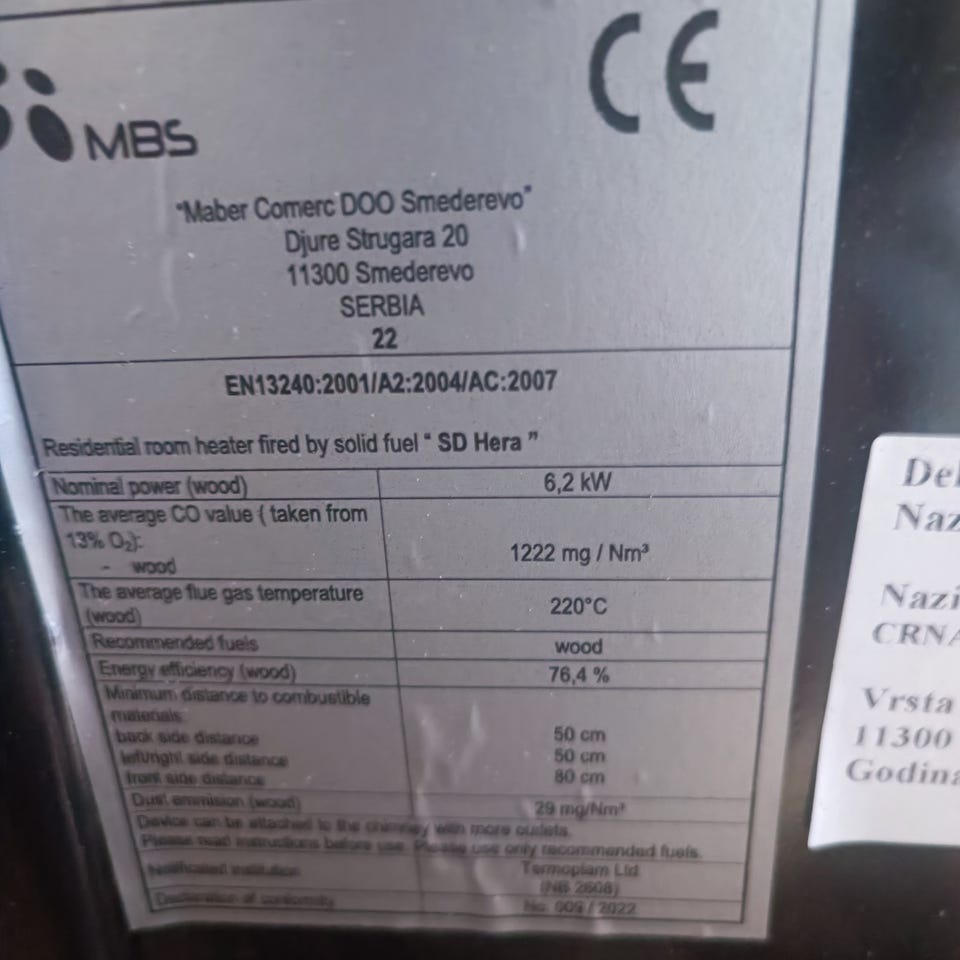 MBS
CE
"Maber Comerc DOO Smederevo"
Djure Strugara 20
11300 Smederevo
SERBIA
22
EN13240:2001/A2:2004/AC:2007
Residential room heater fired by solid fuel " SD Hera "
Nominal power (wood) 6,2 kW
The average CO value ( taken from
13% O₂):
- wood 1222 mg / Nm³
The average flue gas temperature
(wood) 220°C
Recommended fuels wood
Energy efficiency (wood) 76,4 %
Minimum distance to combustible
materials:
back side distance 50 cm
left/right side distance 50 cm
front side distance 80 cm
Dust emmision (wood) 29 mg/Nm³
Device can be attached to the chimney with more outlets.
Please read instructions before use. Please use only recommended fuels.
Notificated institution Termoplam Ltd
(NB 2608)
Declaration of conformity No. 009 / 2022
Del
Naz
Nazi
CRNA
Vrsta
11300
Godina